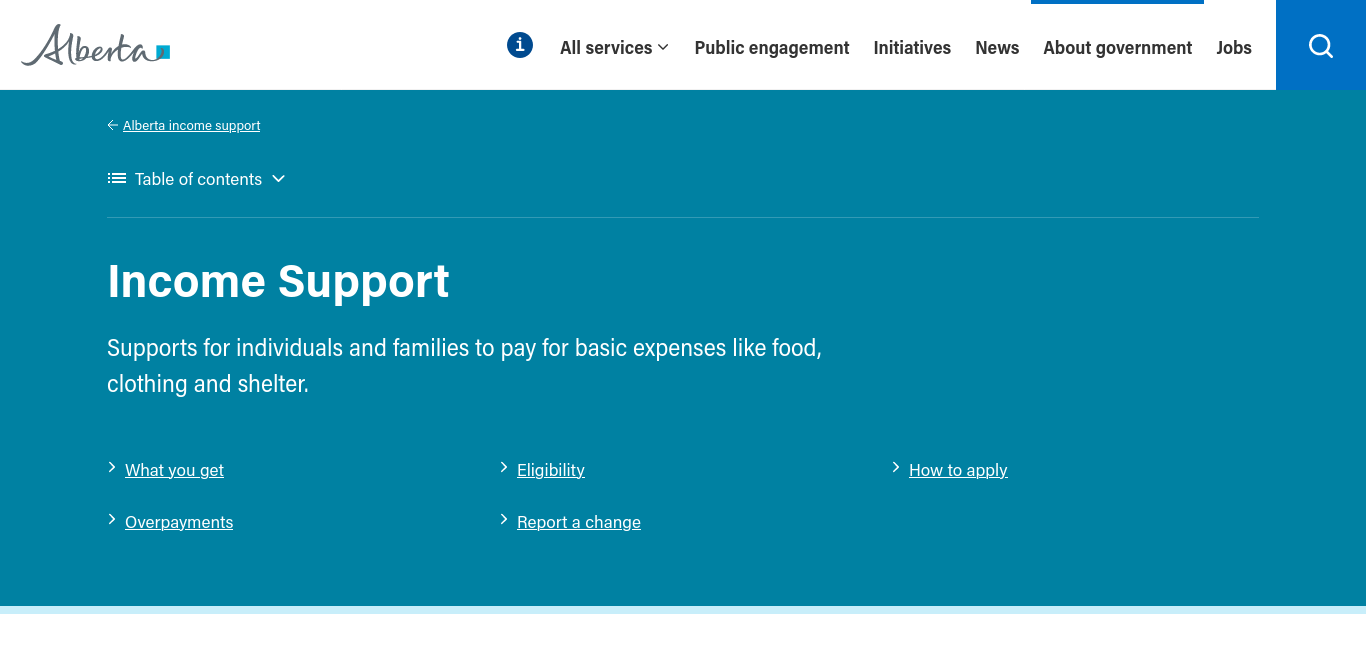 Alberta
i
All services
Public engagement
Initiatives
News
About government
Jobs
Alberta income support
Table of contents
Income Support
Supports for individuals and families to pay for basic expenses like food,
clothing and shelter.
What you get
Eligibility
How to apply
Overpayments
Report a change